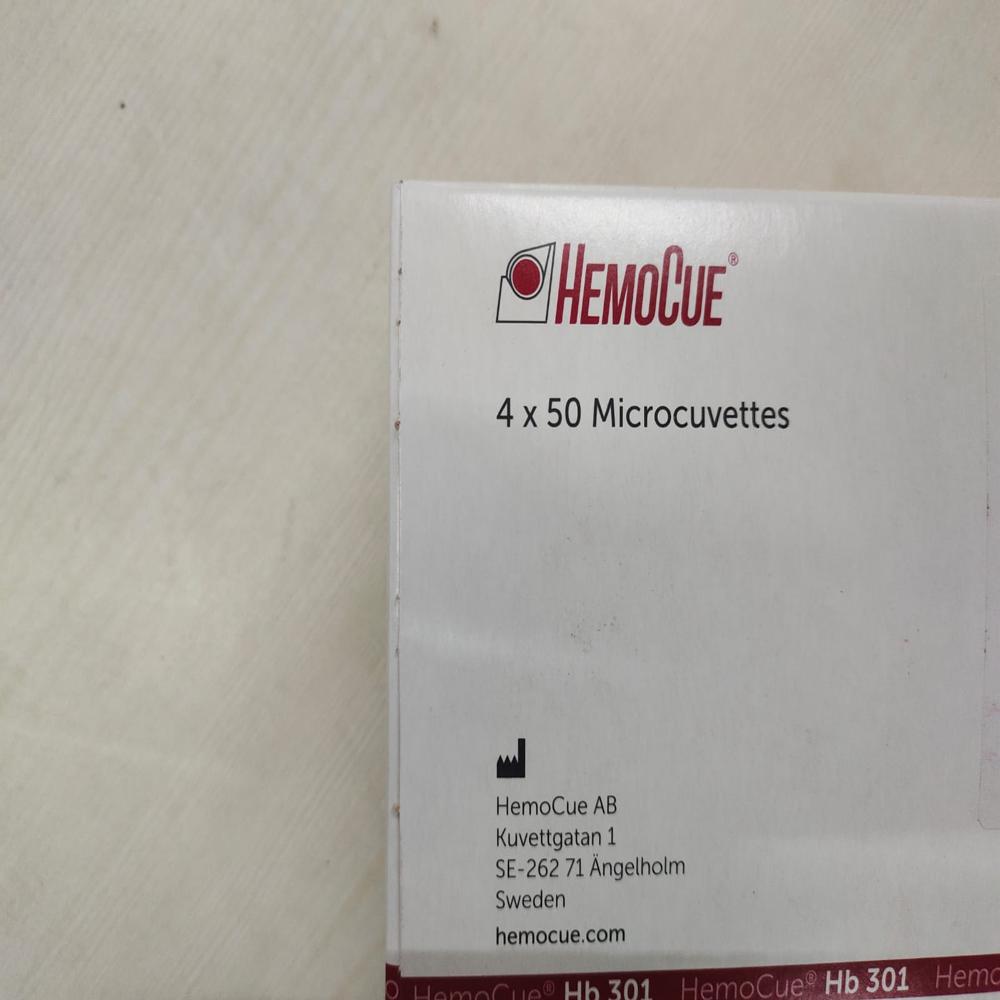 HEMOCUE®
4 x 50 Microcuvettes
HemoCue AB
Kuvettgatan 1
SE-262 71 Ängelholm
Sweden
hemocue.com
HemoCue® Hb 301 HemoCue® Hb 301